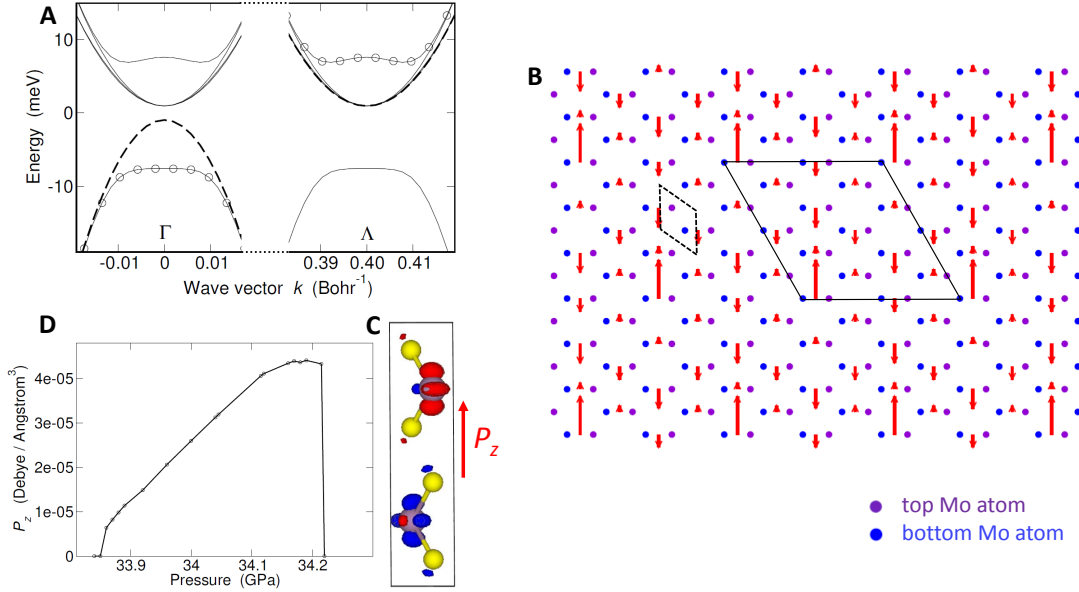 A
10
0
-10
Energy (meV)
Γ
Λ
-0.01 0 0.01 0.39 0.40 0.41
Wave vector k (Bohr⁻¹)
B
top Mo atom
bottom Mo atom
C
P_z
D
4e-05
3e-05
2e-05
1e-05
0
P_z (Debye / Angstrom³)
33.9 34 34.1 34.2
Pressure (GPa)